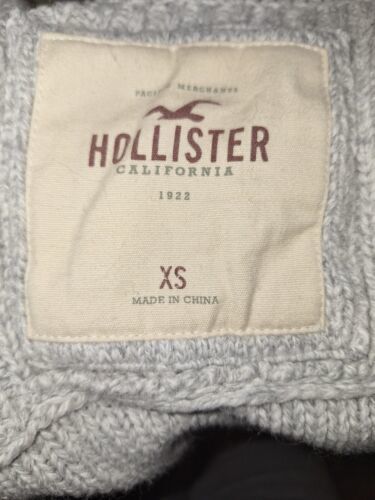 PACIFIC MERCHANTS
HOLLISTER
CALIFORNIA
1922
XS
MADE IN CHINA